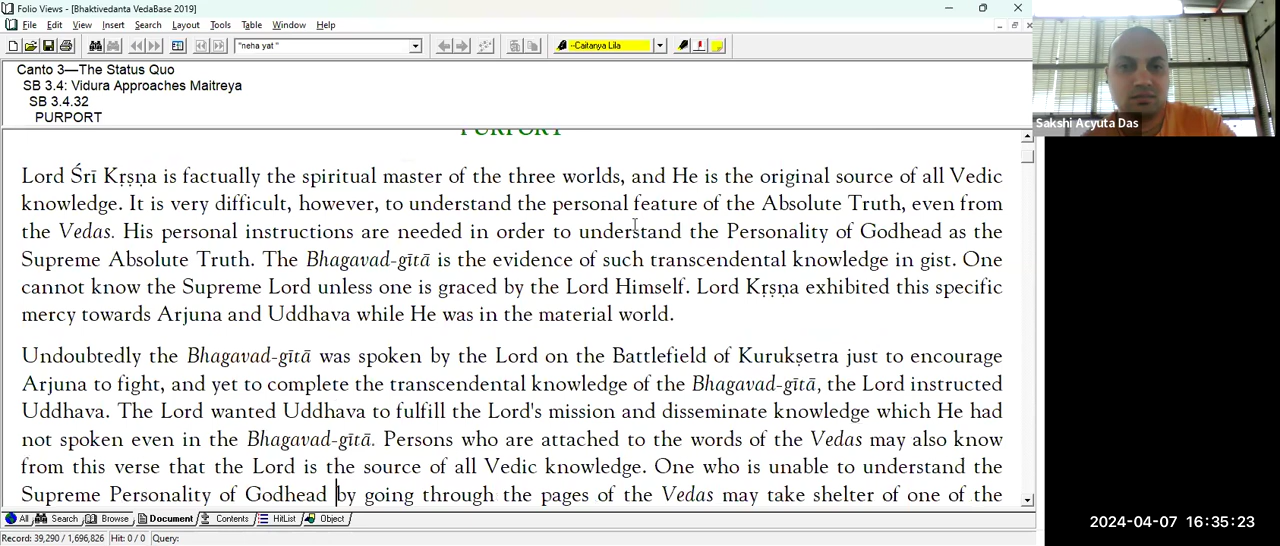 Folio Views - [Bhaktivedanta VedaBase 2019]
File Edit View Insert Search Layout Tools Table Window Help
"neha yat" --Caitanya Lila
Canto 3—The Status Quo
SB 3.4: Vidura Approaches Maitreya
SB 3.4.32
PURPORT
PURPORT
Lord Śrī Kṛṣṇa is factually the spiritual master of the three worlds, and He is the original source of all Vedic
knowledge. It is very difficult, however, to understand the personal feature of the Absolute Truth, even from
the Vedas. His personal instructions are needed in order to understand the Personality of Godhead as the
Supreme Absolute Truth. The Bhagavad-gītā is the evidence of such transcendental knowledge in gist. One
cannot know the Supreme Lord unless one is graced by the Lord Himself. Lord Kṛṣṇa exhibited this specific
mercy towards Arjuna and Uddhava while He was in the material world.
Undoubtedly the Bhagavad-gītā was spoken by the Lord on the Battlefield of Kurukṣetra just to encourage
Arjuna to fight, and yet to complete the transcendental knowledge of the Bhagavad-gītā, the Lord instructed
Uddhava. The Lord wanted Uddhava to fulfill the Lord's mission and disseminate knowledge which He had
not spoken even in the Bhagavad-gītā. Persons who are attached to the words of the Vedas may also know
from this verse that the Lord is the source of all Vedic knowledge. One who is unable to understand the
Supreme Personality of Godhead by going through the pages of the Vedas may take shelter of one of the
All Search Browse Document Contents HitList Object
Record: 39,290 / 1,696,826 Hit: 0 / 0 Query:
Sakshi Acyuta Das
2024-04-07 16:35:23